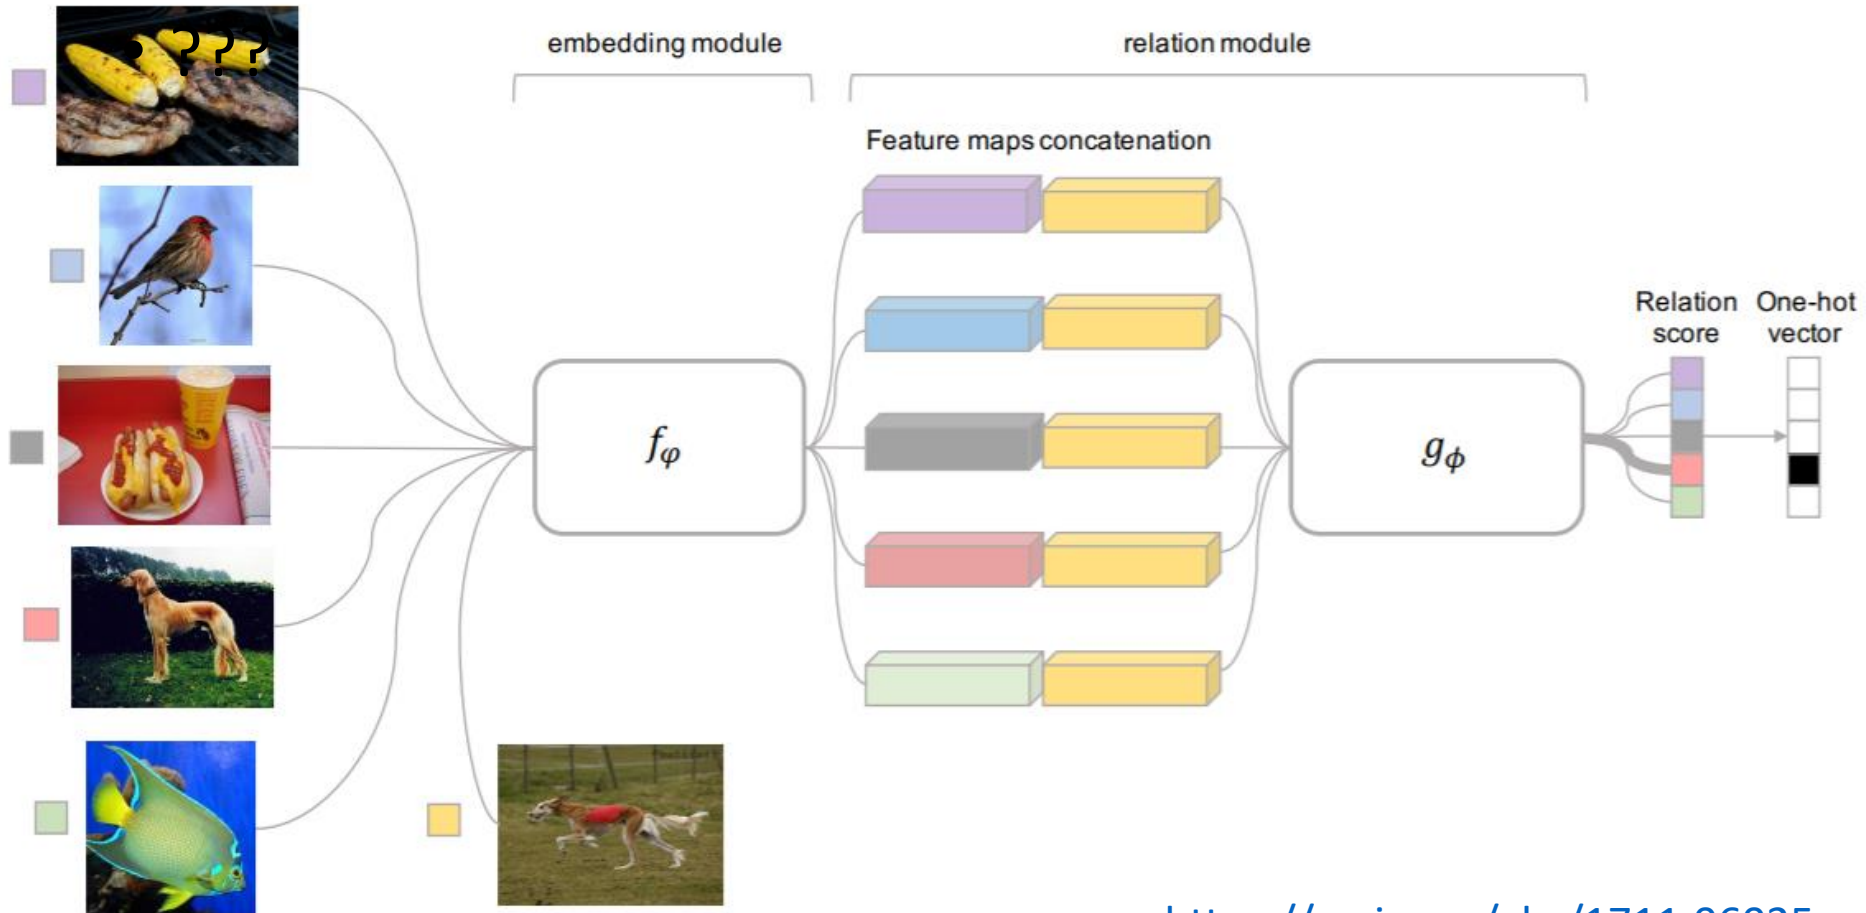 • ? ? ?
embedding module
relation module
Feature maps concatenation
Relation score
One-hot vector
fφ
gϕ